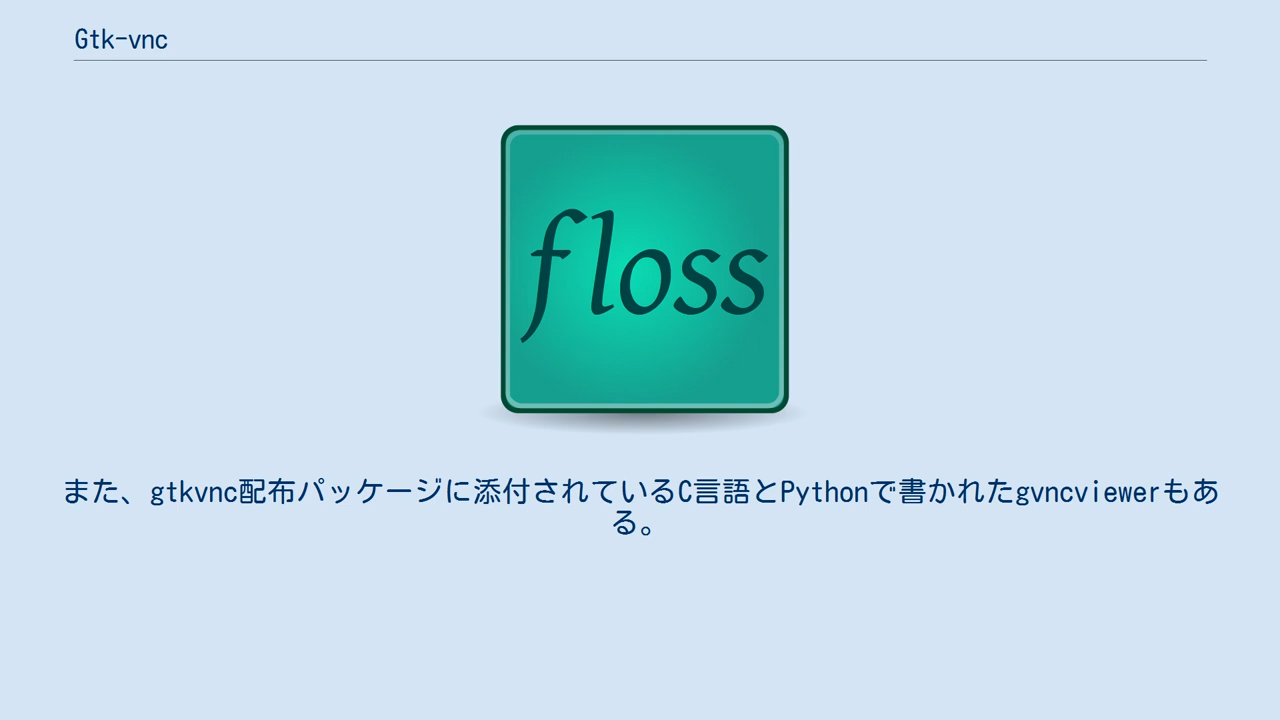 Gtk-vnc
floss
また、gtkvnc配布パッケージに添付されているC言語とPythonで書かれたgvncviewerもあ
る。